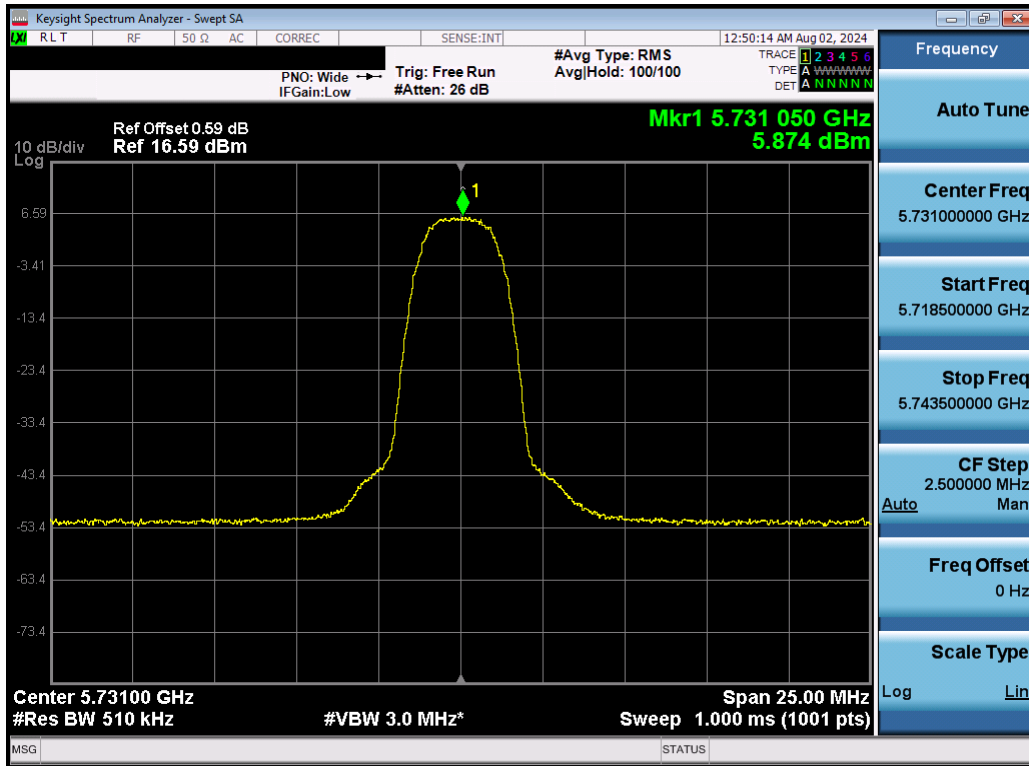 Keysight Spectrum Analyzer - Swept SA
LXI RLT RF 50 Ω AC CORREC SENSE:INT 12:50:14 AM Aug 02, 2024
Frequency
PNO: Wide
IFGain:Low
Trig: Free Run
#Atten: 26 dB
#Avg Type: RMS
Avg|Hold: 100/100
TRACE 1 2 3 4 5 6
TYPE A WWWWW
DET A N N N N N
Mkr1 5.731 050 GHz
5.874 dBm
Ref Offset 0.59 dB
10 dB/div Ref 16.59 dBm
Log
1
6.59
-3.41
-13.4
-23.4
-33.4
-43.4
-53.4
-63.4
-73.4
Center 5.73100 GHz Span 25.00 MHz
#Res BW 510 kHz #VBW 3.0 MHz* Sweep 1.000 ms (1001 pts)
MSG STATUS
Auto Tune
Center Freq
5.731000000 GHz
Start Freq
5.718500000 GHz
Stop Freq
5.743500000 GHz
CF Step
2.500000 MHz
Auto Man
Freq Offset
0 Hz
Scale Type
Log Lin